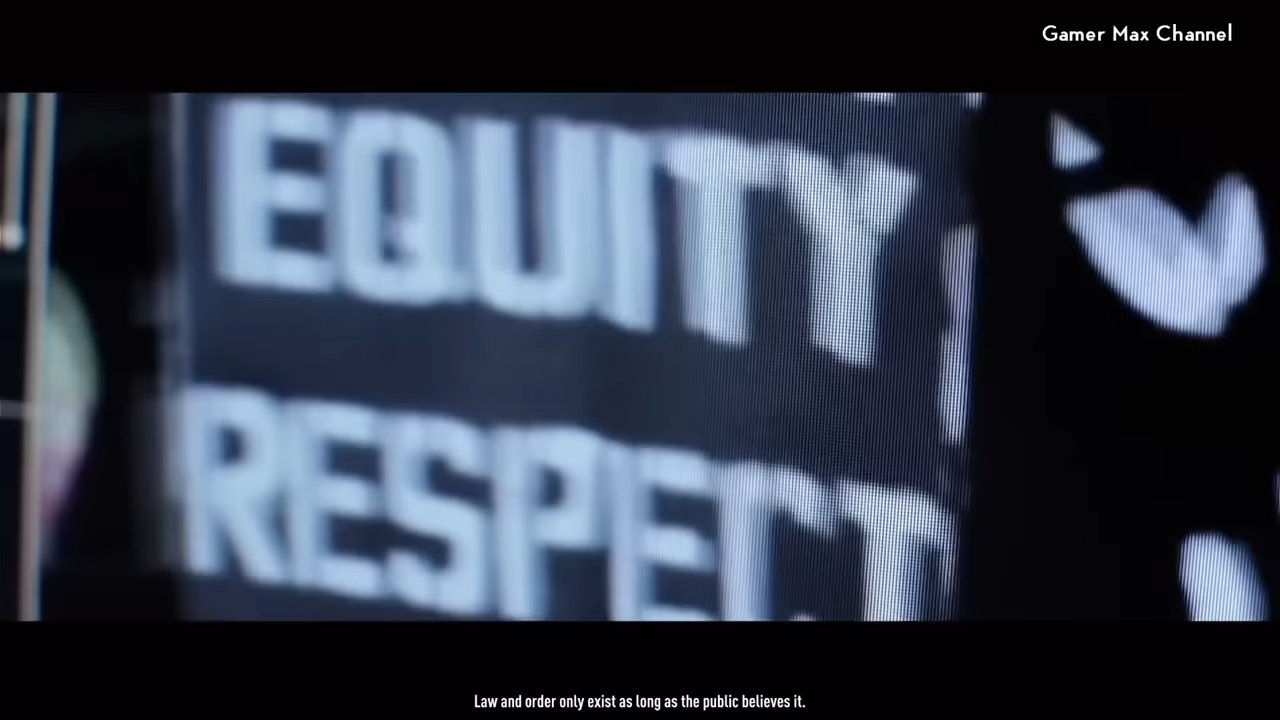 Gamer Max Channel
EQUITY
RESPECT
Law and order only exist as long as the public believes it.